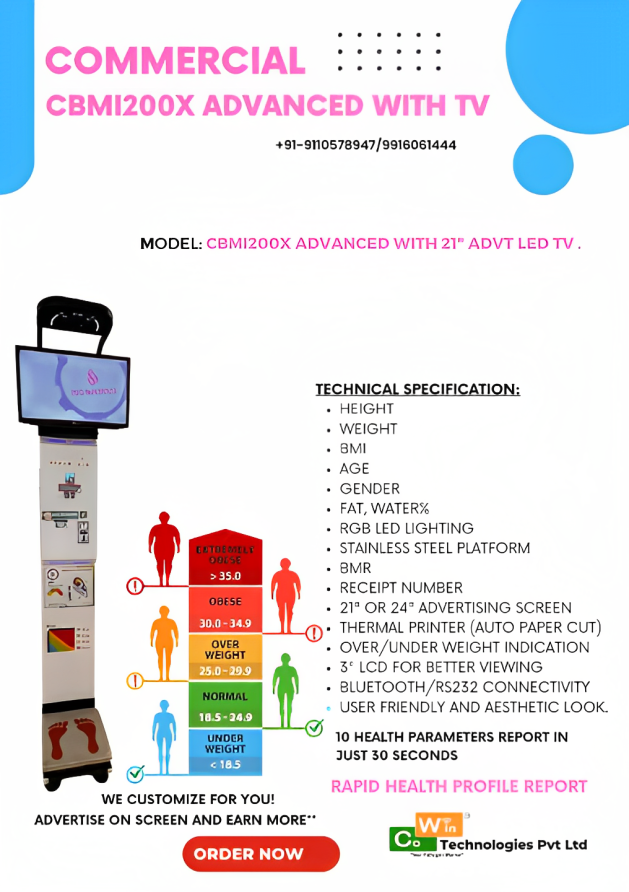 COMMERCIAL
CBMI200X ADVANCED WITH TV
+91-9110578947/9916061444
MODEL: CBMI200X ADVANCED WITH 21" ADVT LED TV .
TECHNICAL SPECIFICATION:
• HEIGHT
• WEIGHT
• BMI
• AGE
• GENDER
• FAT, WATER%
• RGB LED LIGHTING
• STAINLESS STEEL PLATFORM
• BMR
• RECEIPT NUMBER
• 21" OR 24" ADVERTISING SCREEN
• THERMAL PRINTER (AUTO PAPER CUT)
• OVER/UNDER WEIGHT INDICATION
• 3" LCD FOR BETTER VIEWING
• BLUETOOTH/RS232 CONNECTIVITY
• USER FRIENDLY AND AESTHETIC LOOK.
10 HEALTH PARAMETERS REPORT IN
JUST 30 SECONDS
RAPID HEALTH PROFILE REPORT
EXTREMELY
OBESE
> 35.0
OBESE
30.0 - 34.9
OVER
WEIGHT
25.0 - 29.9
NORMAL
18.5 - 24.9
UNDER
WEIGHT
< 18.5
WE CUSTOMIZE FOR YOU!
ADVERTISE ON SCREEN AND EARN MORE**
ORDER NOW
Co Win
Technologies Pvt Ltd